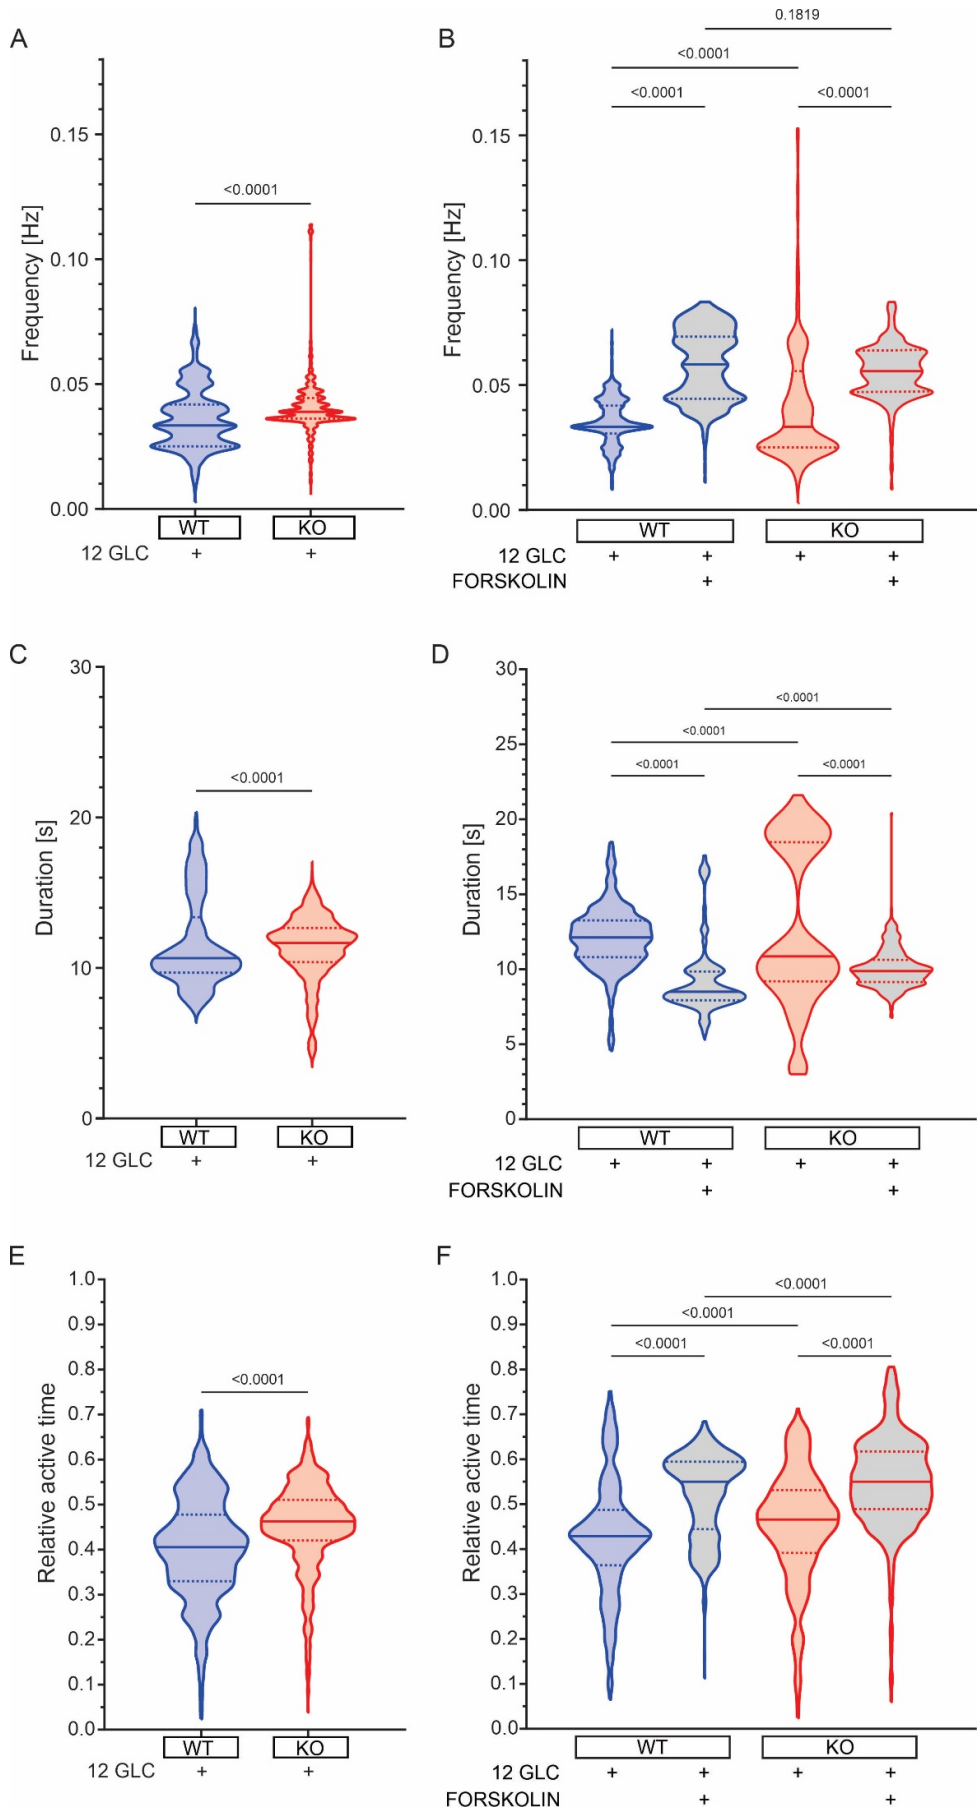 A
Frequency [Hz]
0.15
0.10
0.05
0.00
<0.0001
WT
KO
12 GLC
+
+
B
Frequency [Hz]
0.15
0.10
0.05
0.00
0.1819
<0.0001
<0.0001
<0.0001
WT
KO
12 GLC
+
+
+
+
FORSKOLIN
+
+
C
Duration [s]
30
20
10
0
<0.0001
WT
KO
12 GLC
+
+
D
Duration [s]
30
25
20
15
10
5
0
<0.0001
<0.0001
<0.0001
<0.0001
WT
KO
12 GLC
+
+
+
+
FORSKOLIN
+
+
E
Relative active time
1.0
0.9
0.8
0.7
0.6
0.5
0.4
0.3
0.2
0.1
0.0
<0.0001
WT
KO
12 GLC
+
+
F
Relative active time
1.0
0.9
0.8
0.7
0.6
0.5
0.4
0.3
0.2
0.1
0.0
<0.0001
<0.0001
<0.0001
<0.0001
WT
KO
12 GLC
+
+
+
+
FORSKOLIN
+
+